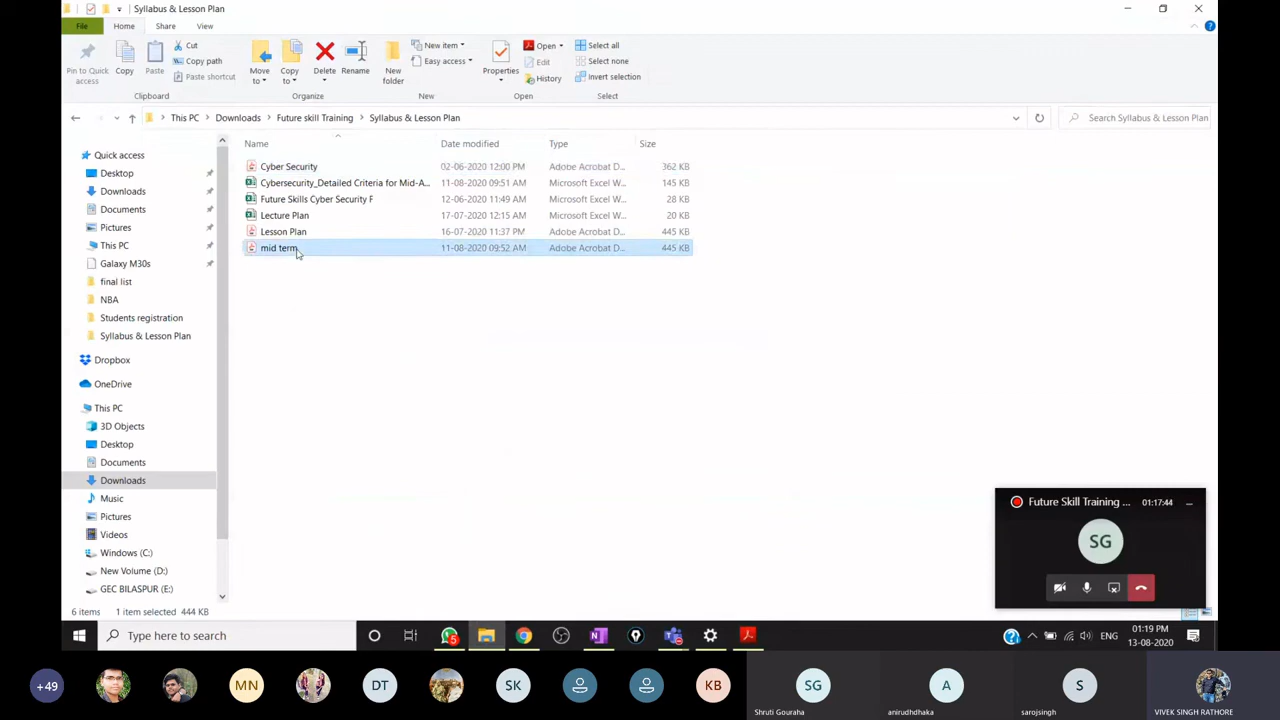 Syllabus & Lesson Plan
File Home Share View
Pin to Quick access
Copy
Paste
Cut
Copy path
Paste shortcut
Clipboard
Move to
Copy to
Delete
Rename
Organize
New folder
New item
Easy access
New
Properties
Open
Edit
History
Open
Select all
Select none
Invert selection
Select
This PC > Downloads > Future skill Training > Syllabus & Lesson Plan
Search Syllabus & Lesson Plan
Name Date modified Type Size
Cyber Security 02-06-2020 12:00 PM Adobe Acrobat D... 362 KB
Cybersecurity_Detailed Criteria for Mid-A... 11-08-2020 09:51 AM Microsoft Excel W... 145 KB
Future Skills Cyber Security F 12-06-2020 11:49 AM Microsoft Excel W... 28 KB
Lecture Plan 17-07-2020 12:15 AM Microsoft Excel W... 20 KB
Lesson Plan 16-07-2020 11:37 PM Adobe Acrobat D... 445 KB
mid term 11-08-2020 09:52 AM Adobe Acrobat D... 445 KB
Quick access
Desktop
Downloads
Documents
Pictures
This PC
Galaxy M30s
final list
NBA
Students registration
Syllabus & Lesson Plan
Dropbox
OneDrive
This PC
3D Objects
Desktop
Documents
Downloads
Music
Pictures
Videos
Windows (C:)
New Volume (D:)
GEC BILASPUR (E:)
6 items 1 item selected 444 KB
Future Skill Training ... 01:17:44
SG
Type here to search
5
ENG
01:19 PM
13-08-2020
+49
MN
DT
SK
KB
SG
Shruti Gouraha
A
anirudhdhaka
S
sarojsingh
VIVEK SINGH RATHORE